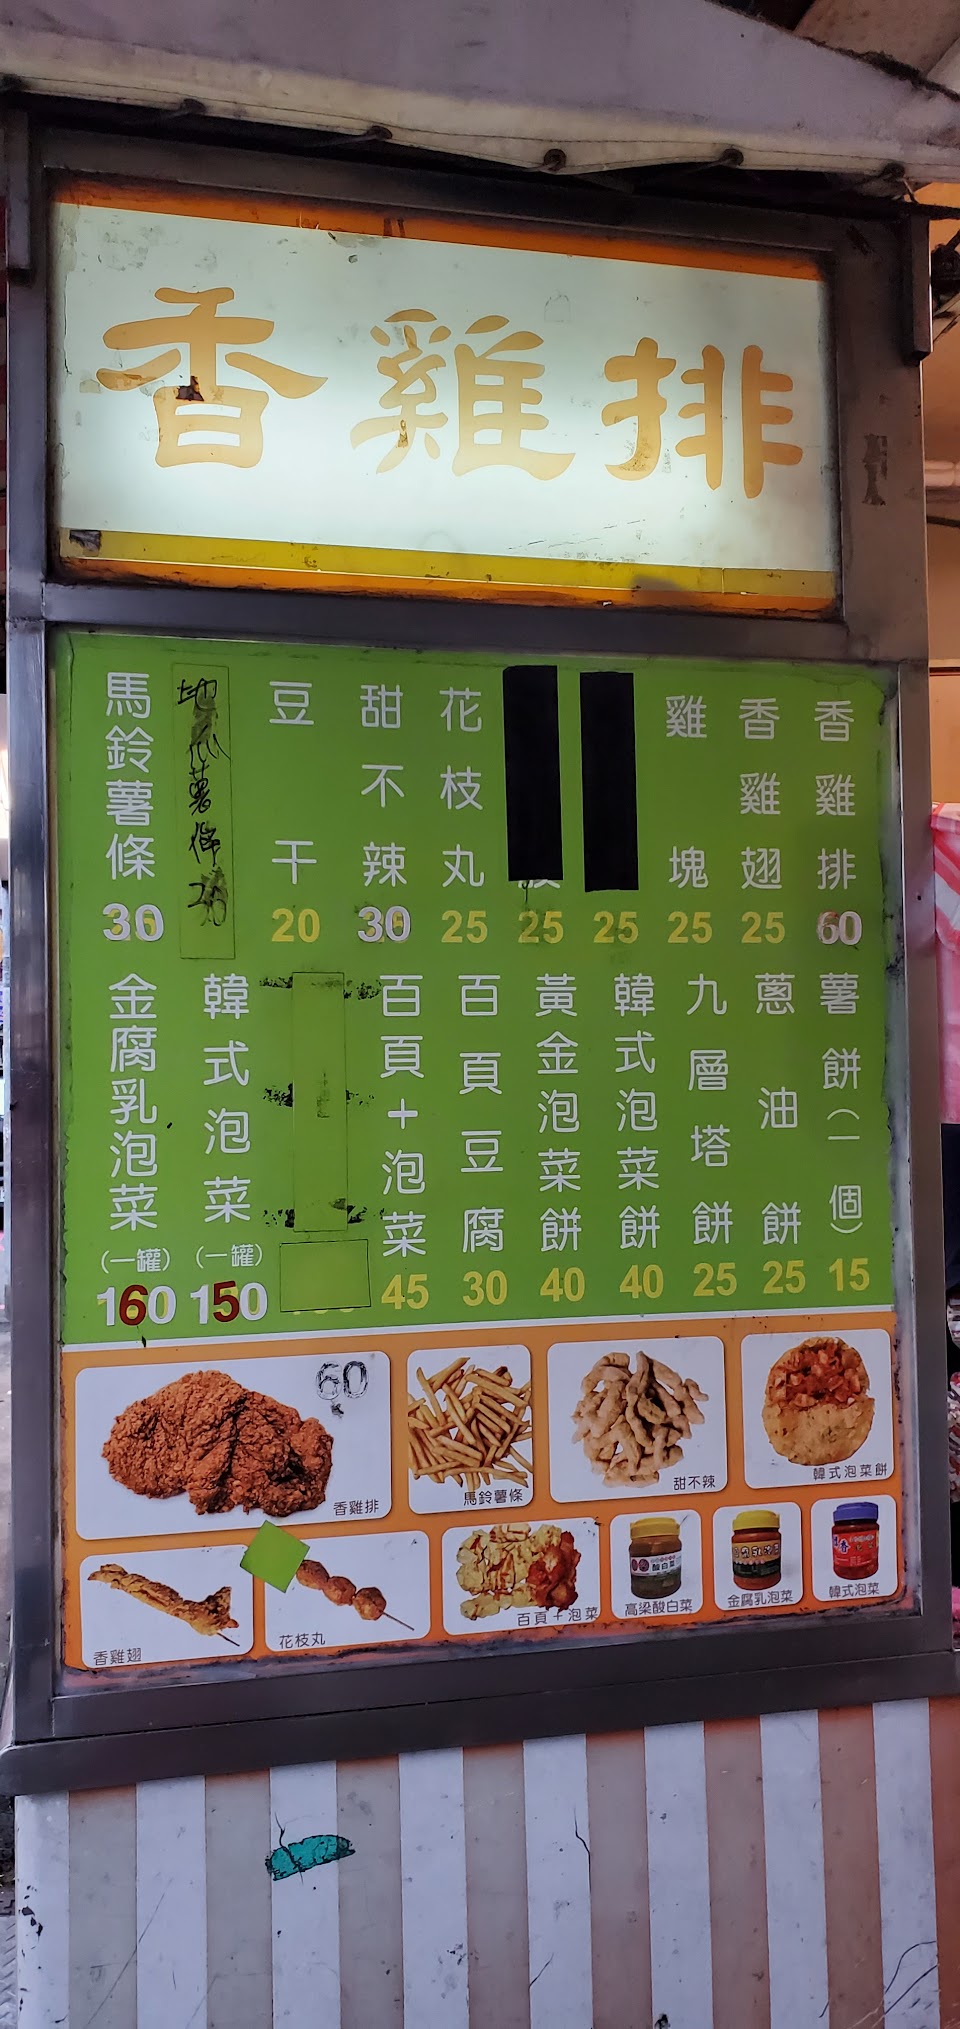 香雞排
香雞排 60
香雞翅 25
雞塊 25
25
25
花枝丸 25
甜不辣 30
豆干 20
地瓜薯條
馬鈴薯條 30
薯餅(一個) 15
蔥油餅 25
九層塔餅 25
韓式泡菜餅 40
黃金泡菜餅 40
百頁豆腐 30
百頁+泡菜 45
韓式泡菜(一罐) 150
金腐乳泡菜(一罐) 160
60
香雞排
馬鈴薯條
甜不辣
韓式泡菜餅
香雞翅
花枝丸
百頁+泡菜
高梁酸白菜
金腐乳泡菜
韓式泡菜